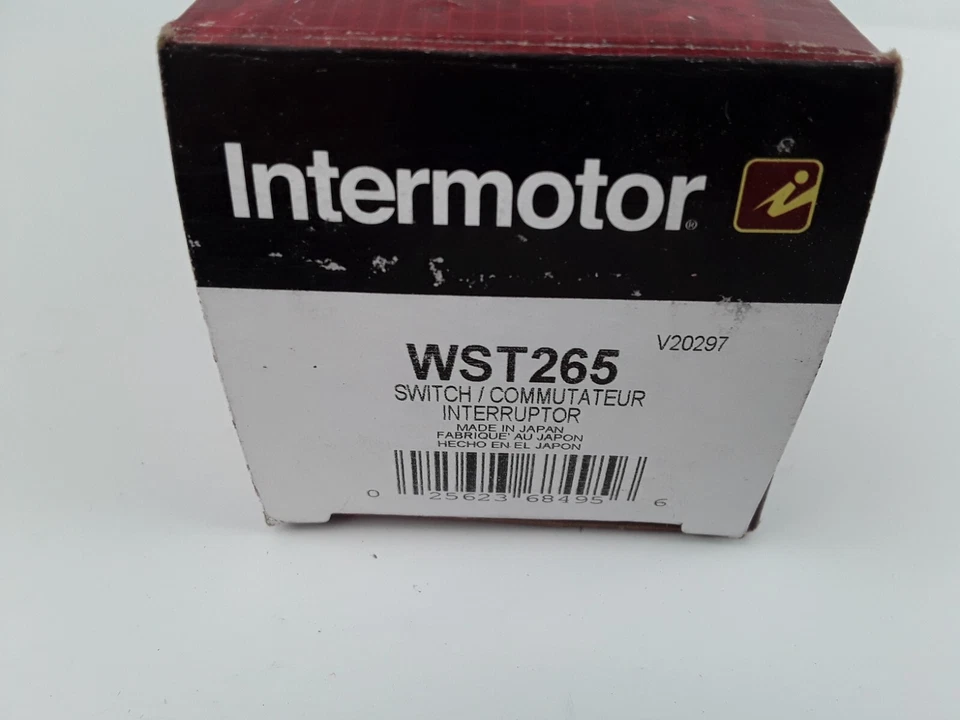 Intermotor®
V20297
WST265
SWITCH / COMMUTATEUR
INTERRUPTOR
MADE IN JAPAN
FABRIQUE' AU JAPON
HECHO EN EL JAPON
0 25623 68495 6